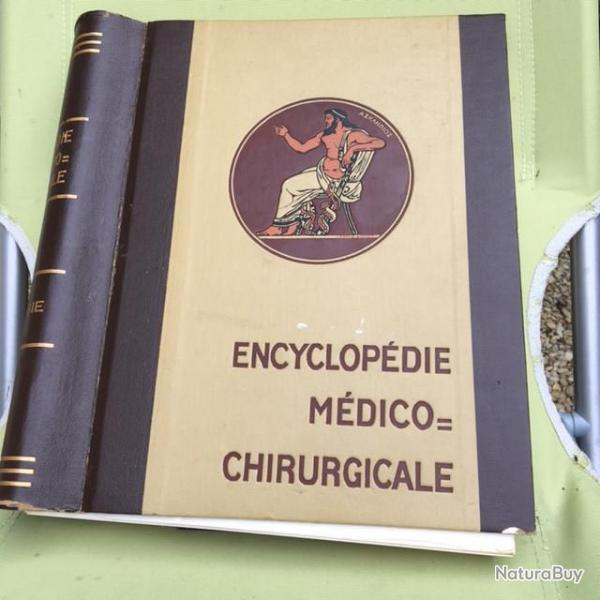 ΑΣΚΛΗΠΙΟΣ
ENCYCLOPÉDIE
MÉDICO=
CHIRURGICALE
NaturaBuy